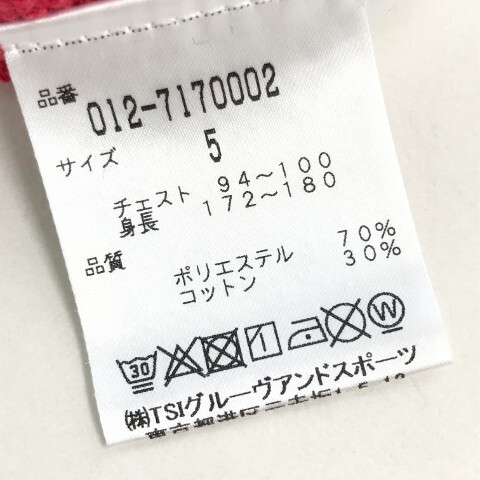 品番 012-7170002
サイズ 5
チェスト 94～100
身長 172～180
品質 ポリエステル 70%
コットン 30%
30 1 W
㈱TSIグルーヴアンドスポーツ